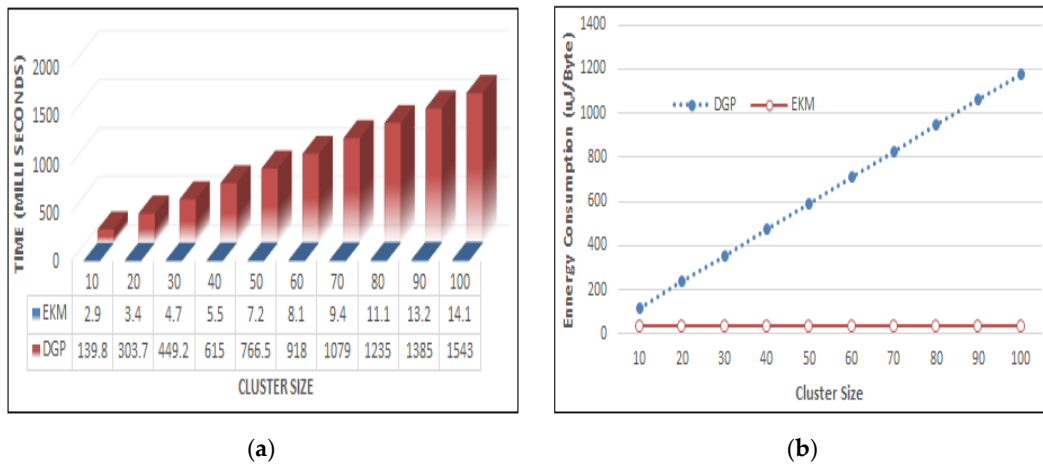 TIME (MILLI SECONDS)
2000
1500
1000
500
0
10 20 30 40 50 60 70 80 90 100
EKM 2.9 3.4 4.7 5.5 7.2 8.1 9.4 11.1 13.2 14.1
DGP 139.8 303.7 449.2 615 766.5 918 1079 1235 1385 1543
CLUSTER SIZE
(a)
Ennergy Consumption (uJ/Byte)
1400
1200
1000
800
600
400
200
0
DGP EKM
10 20 30 40 50 60 70 80 90 100
Cluster Size
(b)